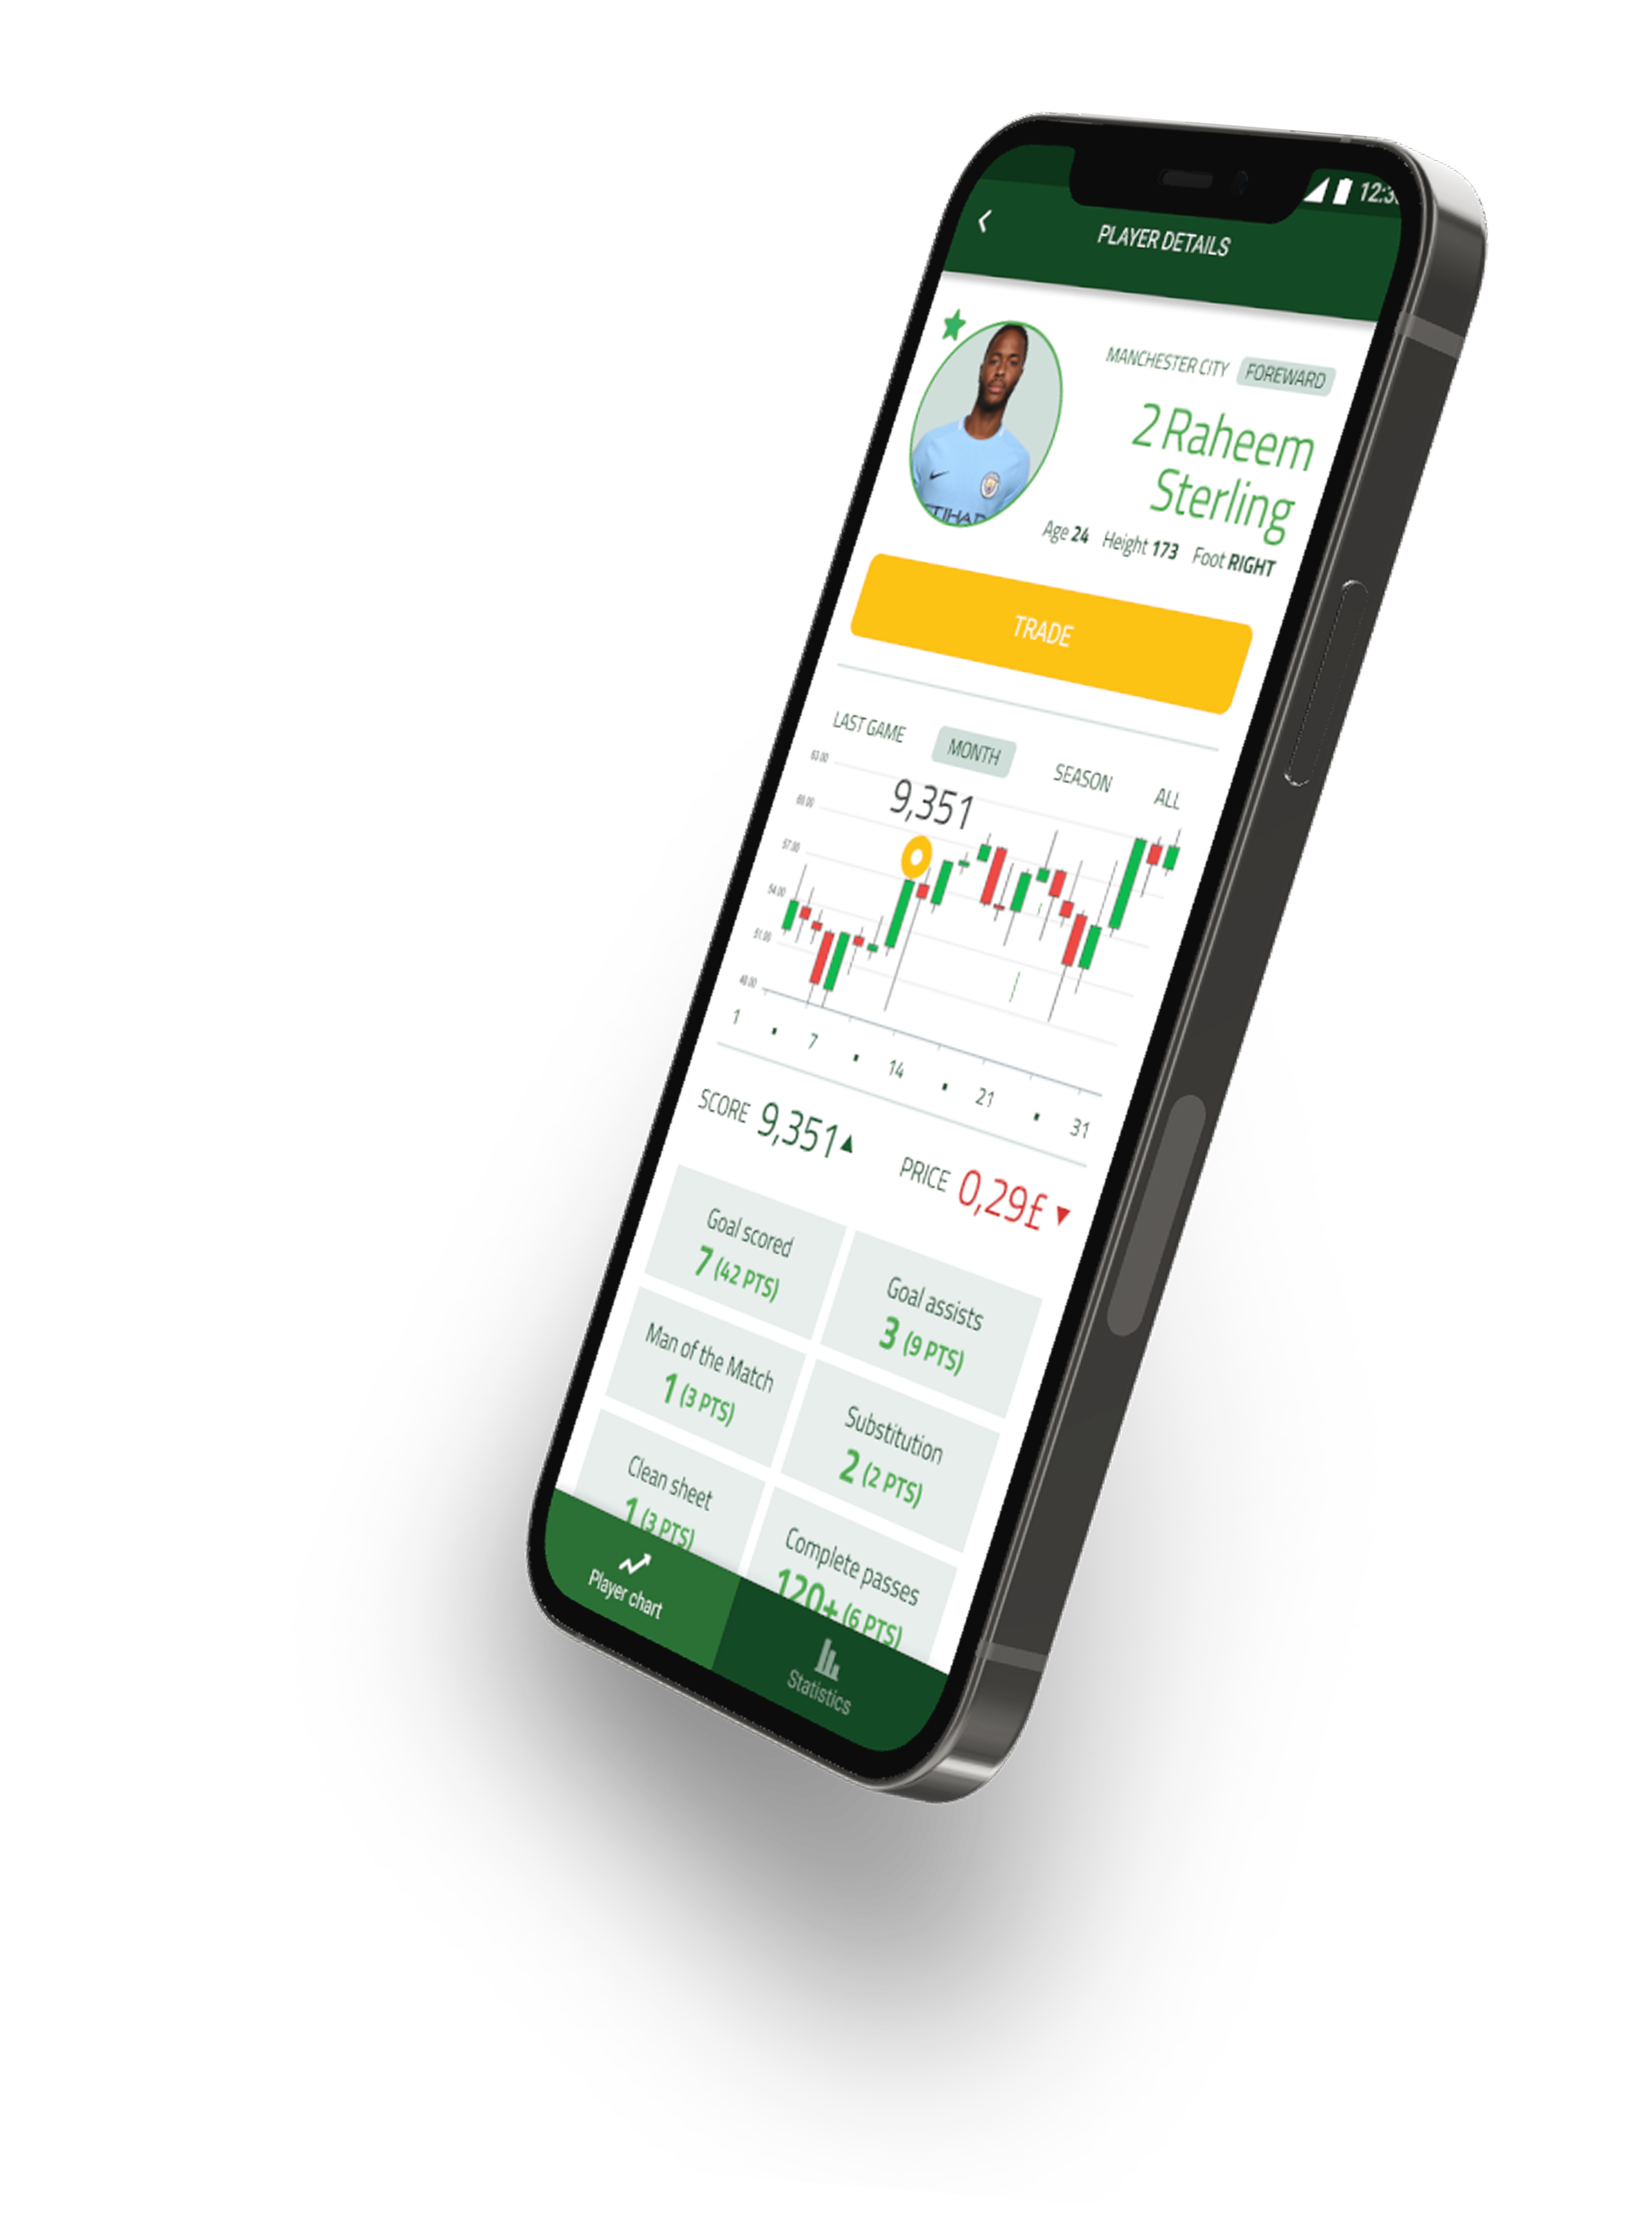 12:3
PLAYER DETAILS
MANCHESTER CITY FOREWARD
2 Raheem
Sterling
Age 24 Height 173 Foot RIGHT
TIHAD
TRADE
LAST GAME MONTH SEASON ALL
9,351
63.00
60.00
57.00
54.00
51.00
48.00
1 7 14 21 31
SCORE 9,351 PRICE 0,29£
Goal scored
7 (42 PTS)
Goal assists
3 (9 PTS)
Man of the Match
1 (3 PTS)
Substitution
2 (2 PTS)
Clean sheet
1 (3 PTS)
Complete passes
120+ (6 PTS)
Player chart
Statistics